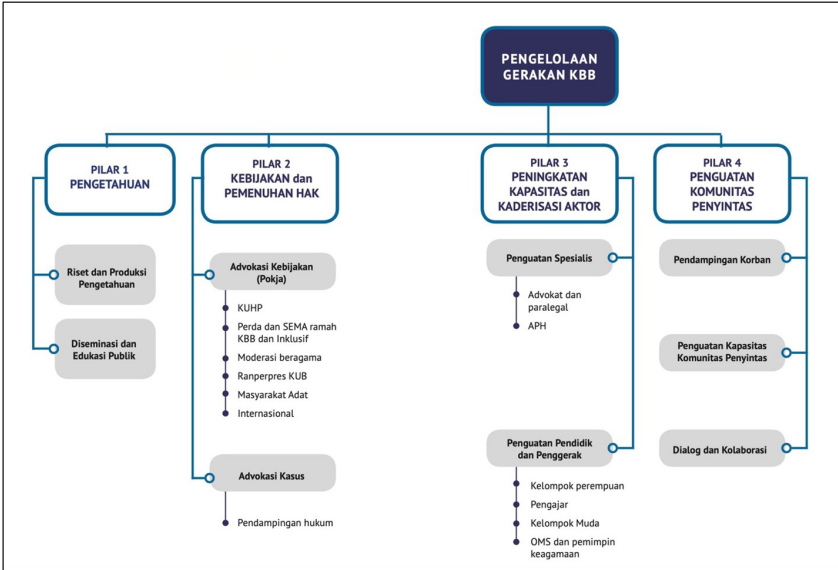 PENGELOLAAN
GERAKAN KBB
PILAR 1
PENGETAHUAN
Riset dan Produksi
Pengetahuan
Diseminasi dan
Edukasi Publik
PILAR 2
KEBIJAKAN dan
PEMENUHAN HAK
Advokasi Kebijakan
(Pokja)
KUHP
Perda dan SEMA ramah
KBB dan Inklusif
Moderasi beragama
Ranperpres KUB
Masyarakat Adat
Internasional
Advokasi Kasus
Pendampingan hukum
PILAR 3
PENINGKATAN
KAPASITAS dan
KADERISASI AKTOR
Penguatan Spesialis
Advokat dan
paralegal
APH
Penguatan Pendidik
dan Penggerak
Kelompok perempuan
Pengajar
Kelompok Muda
OMS dan pemimpin
keagamaan
PILAR 4
PENGUATAN
KOMUNITAS
PENYINTAS
Pendampingan Korban
Penguatan Kapasitas
Komunitas Penyintas
Dialog dan Kolaborasi